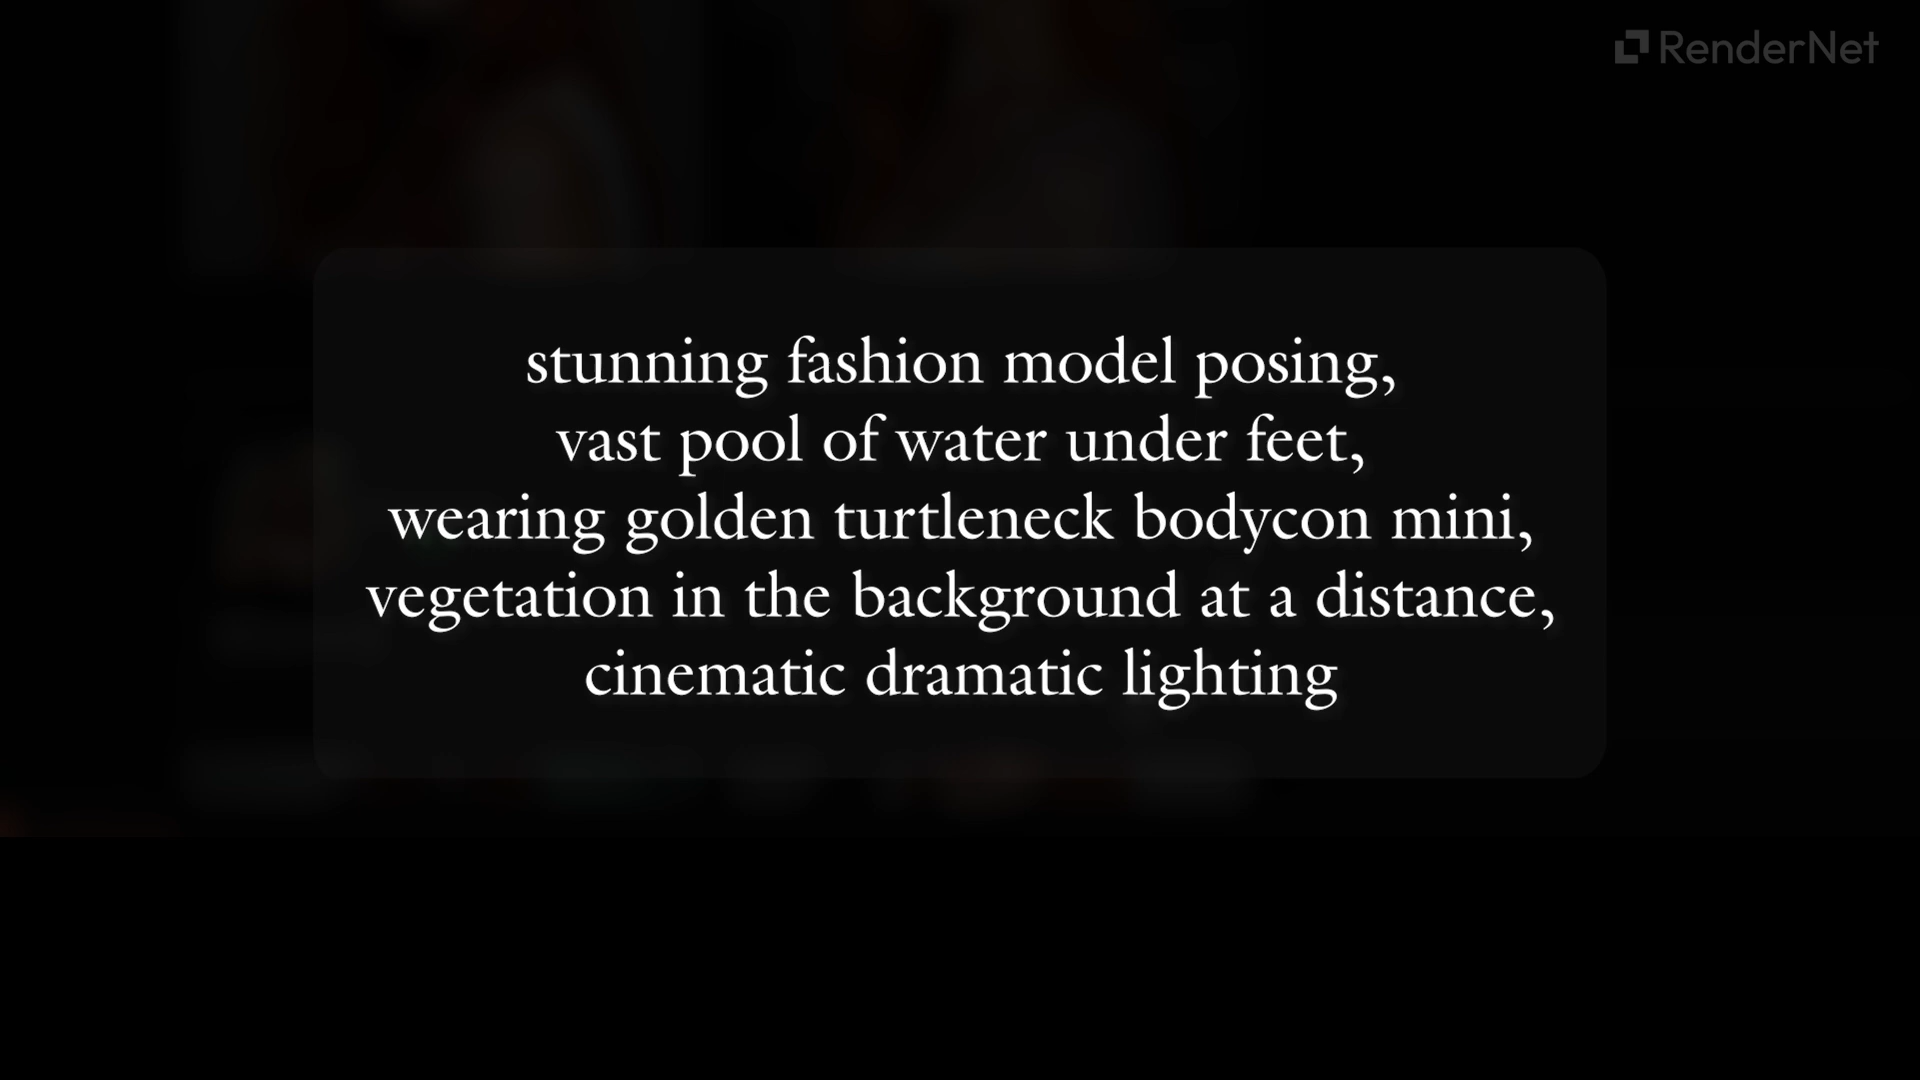 RenderNet
stunning fashion model posing,
vast pool of water under feet,
wearing golden turtleneck bodycon mini,
vegetation in the background at a distance,
cinematic dramatic lighting